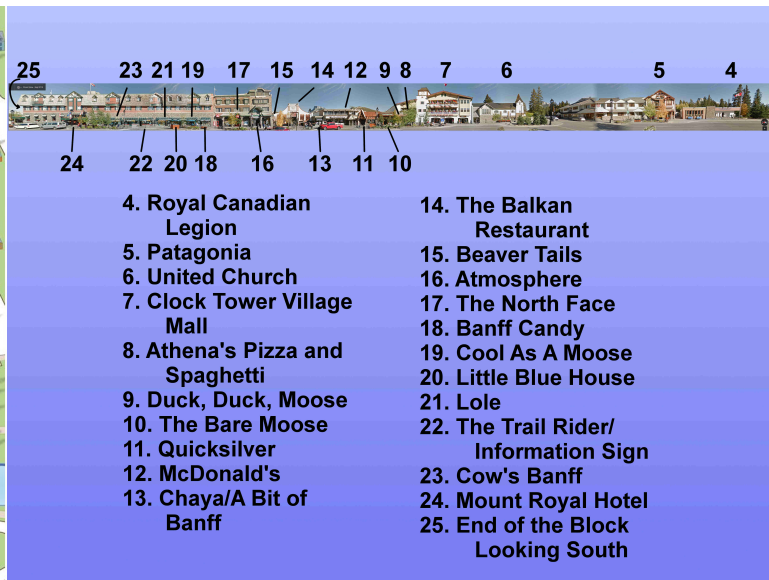 25 23 21 19 17 15 14 12 9 8 7 6 5 4
24 22 20 18 16 13 11 10
4. Royal Canadian
Legion
5. Patagonia
6. United Church
7. Clock Tower Village
Mall
8. Athena's Pizza and
Spaghetti
9. Duck, Duck, Moose
10. The Bare Moose
11. Quicksilver
12. McDonald's
13. Chaya/A Bit of
Banff
14. The Balkan
Restaurant
15. Beaver Tails
16. Atmosphere
17. The North Face
18. Banff Candy
19. Cool As A Moose
20. Little Blue House
21. Lole
22. The Trail Rider/
Information Sign
23. Cow's Banff
24. Mount Royal Hotel
25. End of the Block
Looking South